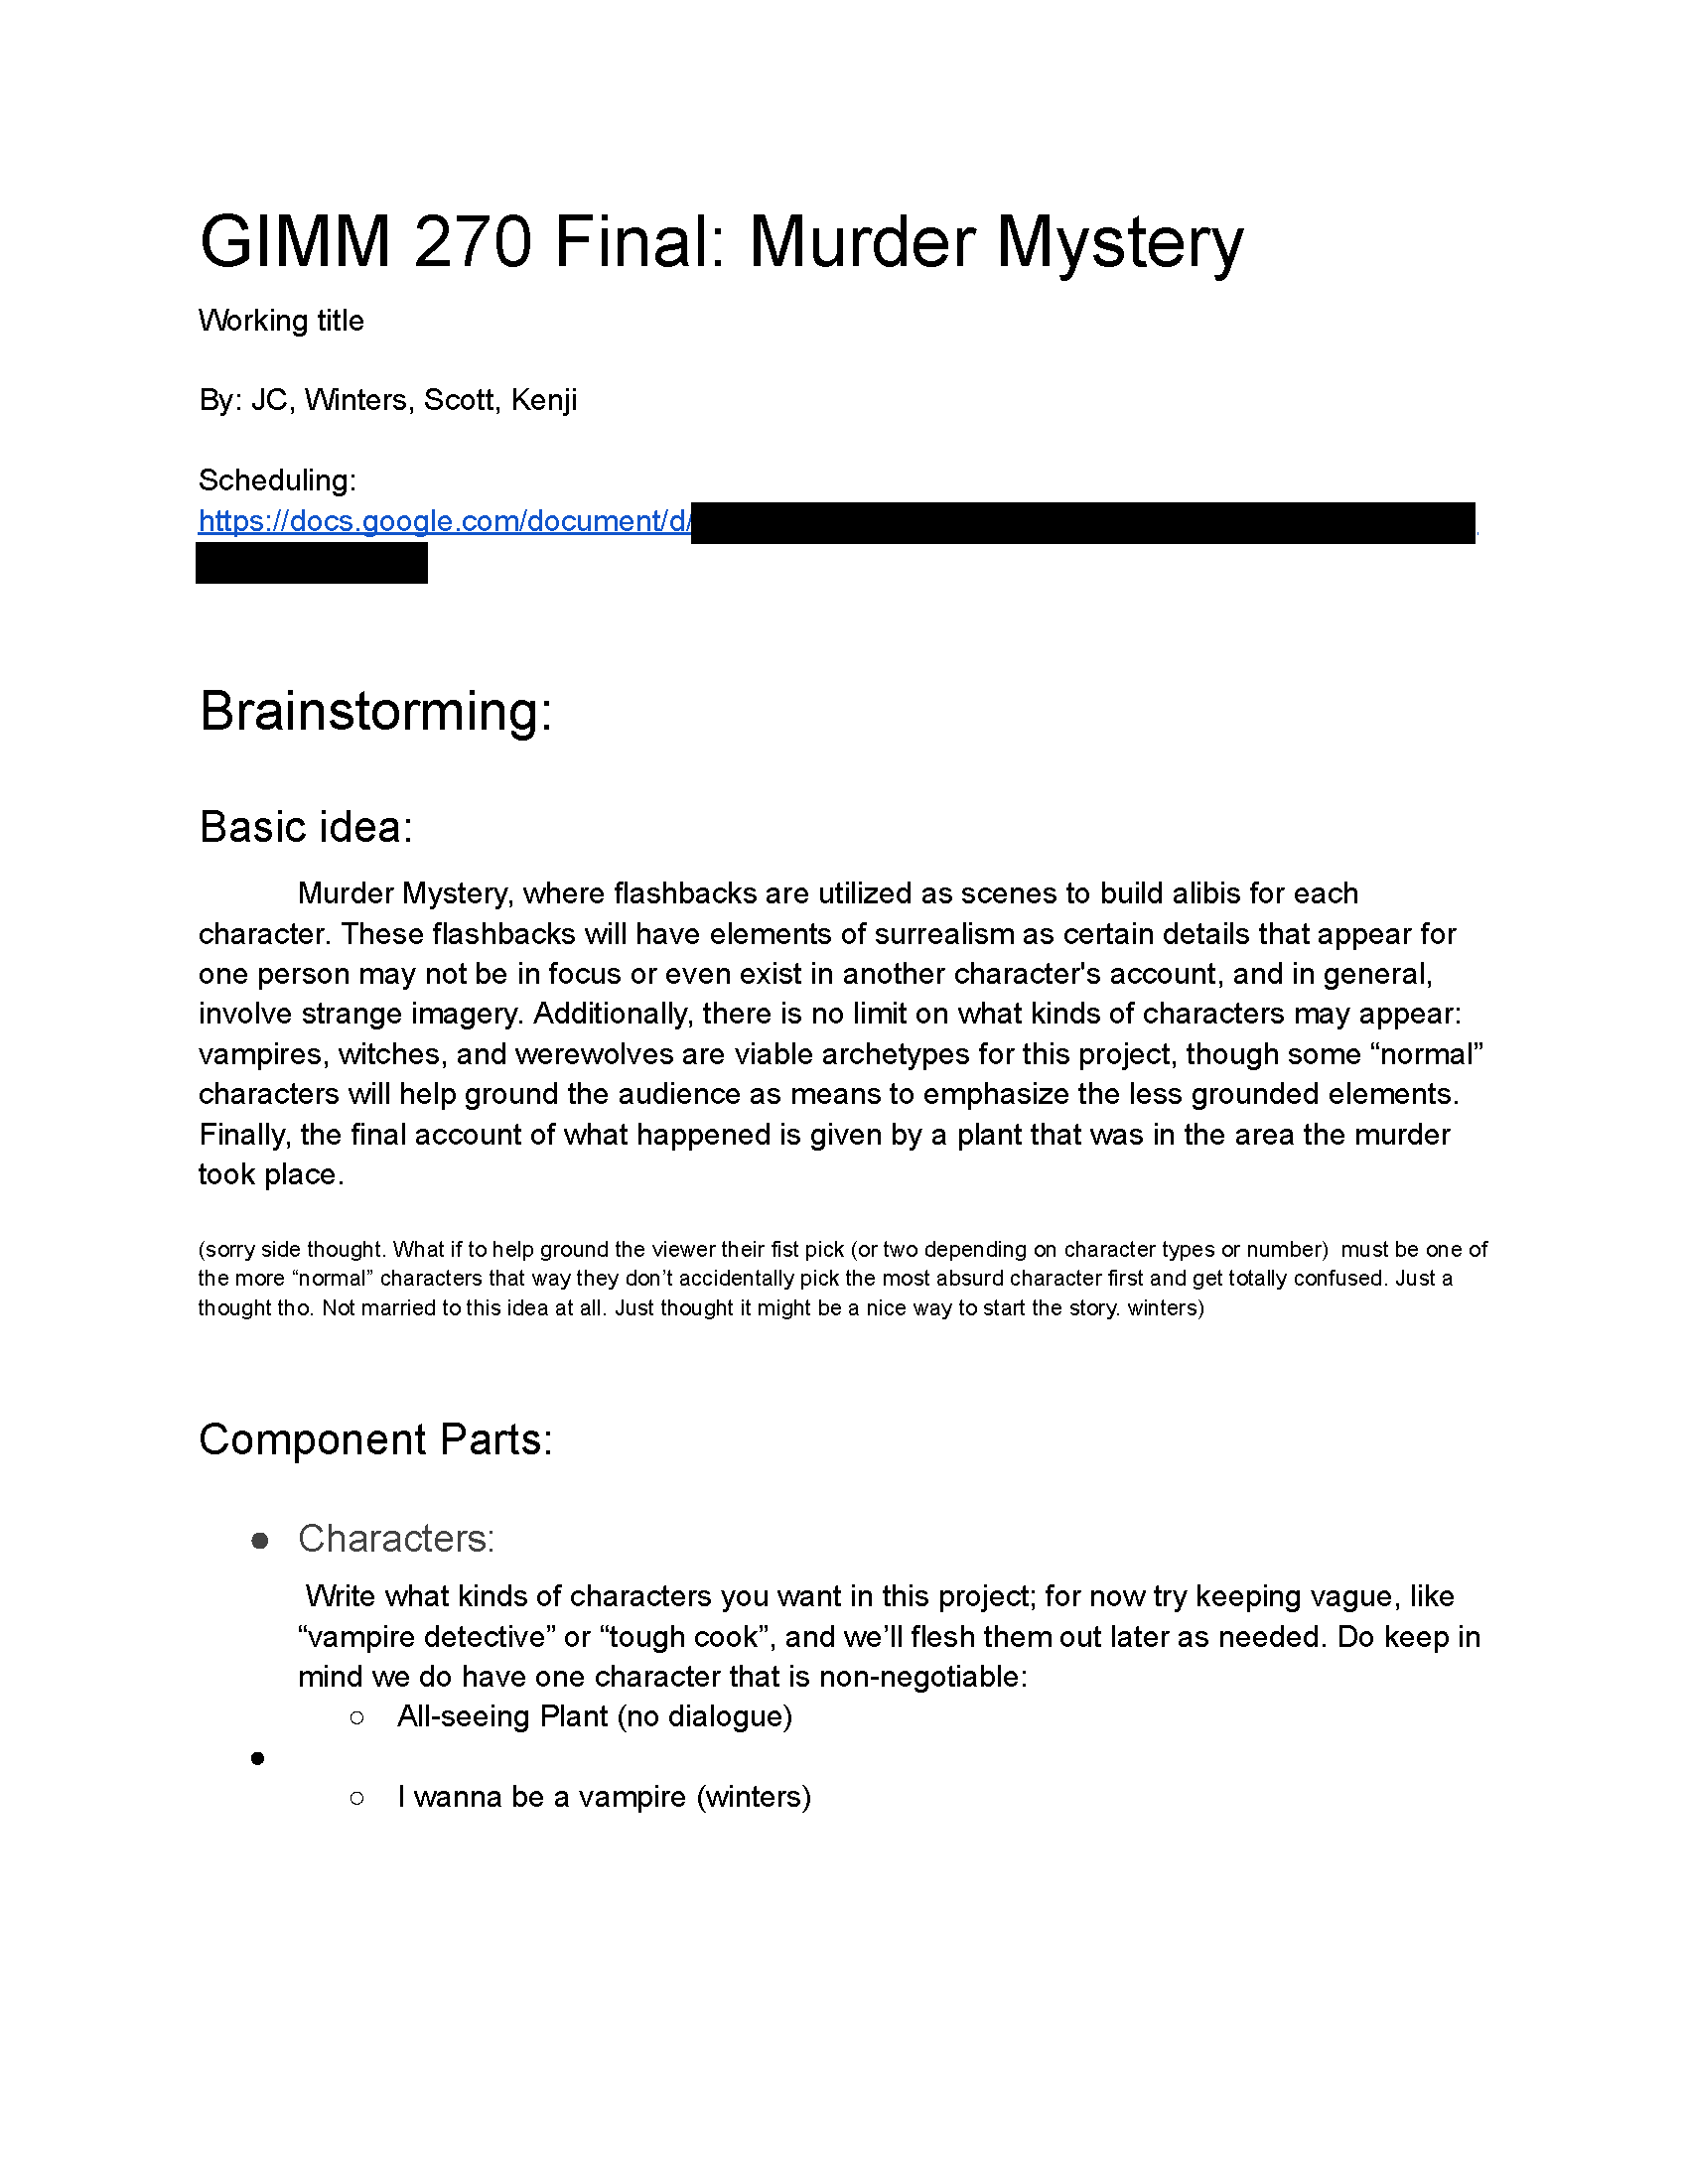 GIMM 270 Final: Murder Mystery
Working title
By: JC, Winters, Scott, Kenji
Scheduling:
https://docs.google.com/document/d/
Brainstorming:
Basic idea:
Murder Mystery, where flashbacks are utilized as scenes to build alibis for each
character. These flashbacks will have elements of surrealism as certain details that appear for
one person may not be in focus or even exist in another character's account, and in general,
involve strange imagery. Additionally, there is no limit on what kinds of characters may appear:
vampires, witches, and werewolves are viable archetypes for this project, though some “normal”
characters will help ground the audience as means to emphasize the less grounded elements.
Finally, the final account of what happened is given by a plant that was in the area the murder
took place.
(sorry side thought. What if to help ground the viewer their fist pick (or two depending on character types or number)  must be one of
the more “normal” characters that way they don’t accidentally pick the most absurd character first and get totally confused. Just a
thought tho. Not married to this idea at all. Just thought it might be a nice way to start the story. winters)
Component Parts:
● Characters:
Write what kinds of characters you want in this project; for now try keeping vague, like
“vampire detective” or “tough cook”, and we’ll flesh them out later as needed. Do keep in
mind we do have one character that is non-negotiable:
○ All-seeing Plant (no dialogue)
●
○ I wanna be a vampire (winters)